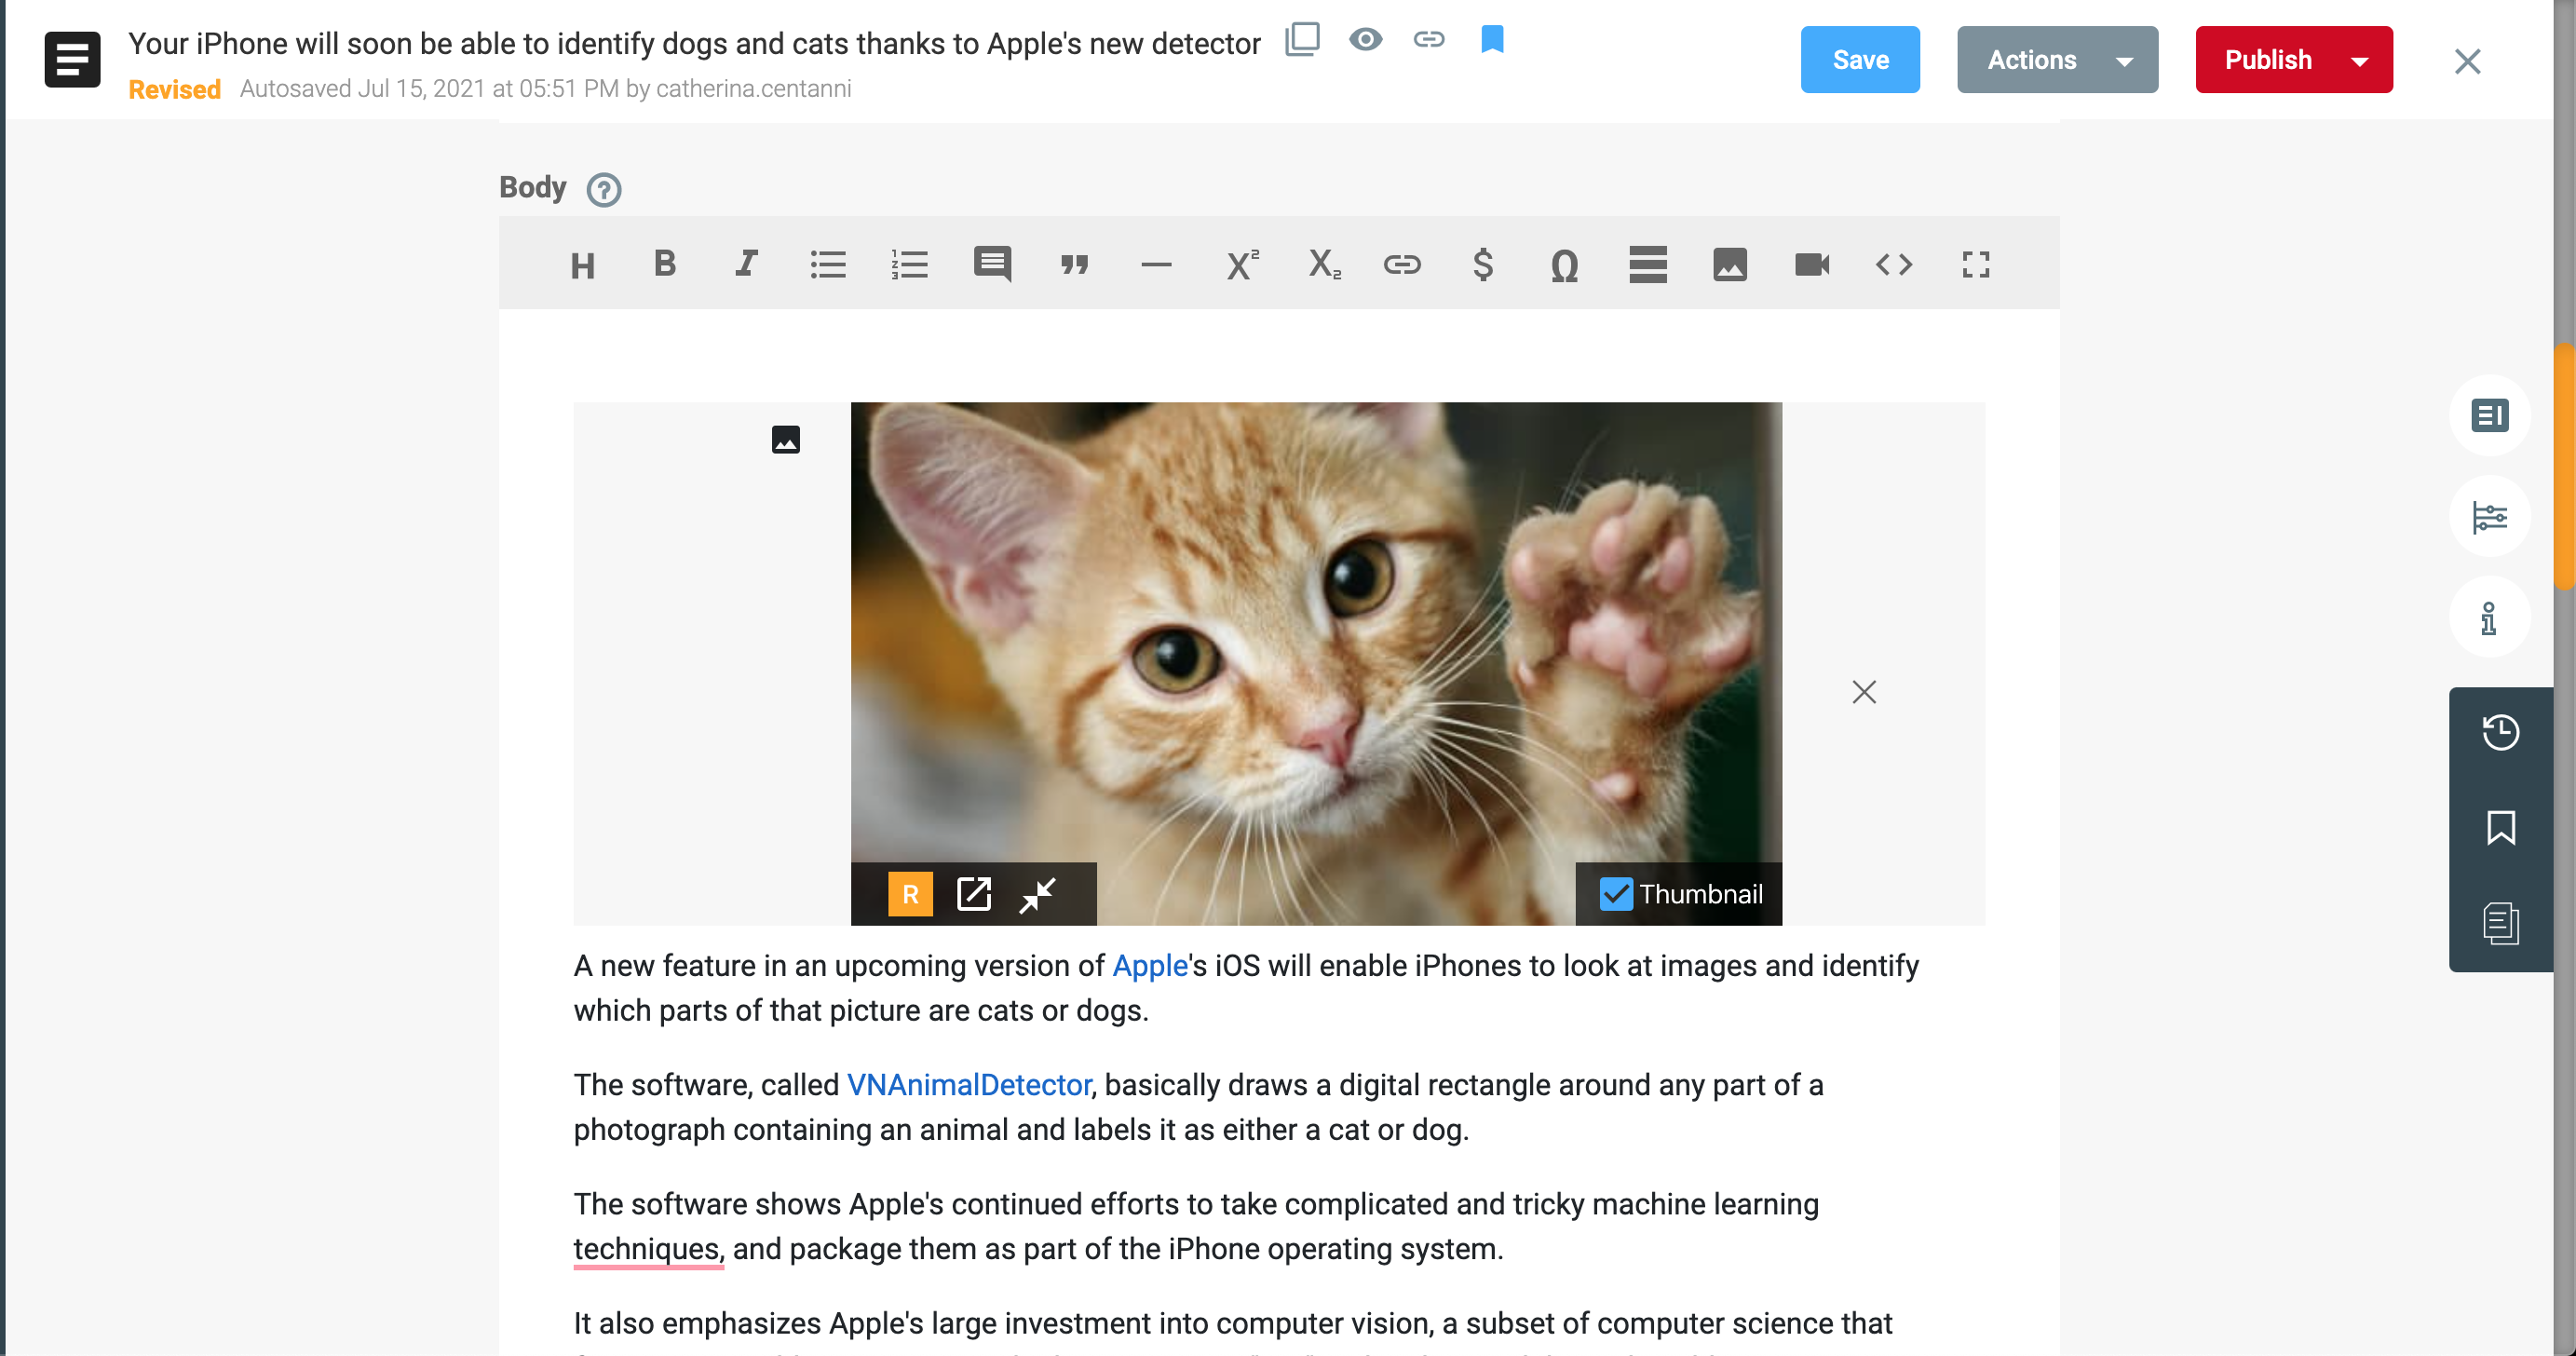 Your iPhone will soon be able to identify dogs and cats thanks to Apple's new detector
Revised Autosaved Jul 15, 2021 at 05:51 PM by catherina.centanni
Save
Actions
Publish
Body ?
H B I X² X₂ $ Ω <>
R
Thumbnail
A new feature in an upcoming version of Apple's iOS will enable iPhones to look at images and identify
which parts of that picture are cats or dogs.
The software, called VNAnimalDetector, basically draws a digital rectangle around any part of a
photograph containing an animal and labels it as either a cat or dog.
The software shows Apple's continued efforts to take complicated and tricky machine learning
techniques, and package them as part of the iPhone operating system.
It also emphasizes Apple's large investment into computer vision, a subset of computer science that